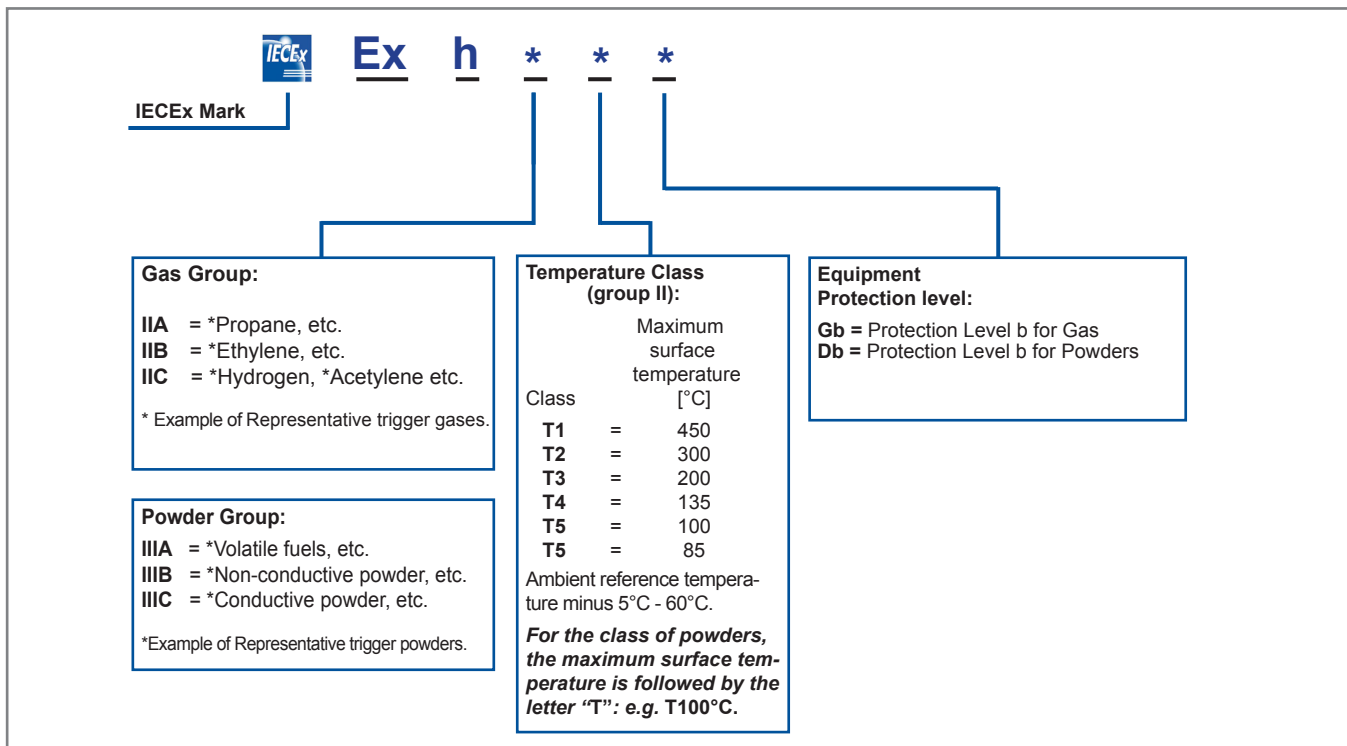 IECEx Ex h * * *
IECEx Mark
Gas Group:
IIA = *Propane, etc.
IIB = *Ethylene, etc.
IIC = *Hydrogen, *Acetylene etc.
* Example of Representative trigger gases.
Powder Group:
IIIA = *Volatile fuels, etc.
IIIB = *Non-conductive powder, etc.
IIIC = *Conductive powder, etc.
*Example of Representative trigger powders.
Temperature Class
(group II):
Maximum
surface
temperature
Class [°C]
T1 = 450
T2 = 300
T3 = 200
T4 = 135
T5 = 100
T5 = 85
Ambient reference tempera-
ture minus 5°C - 60°C.
For the class of powders,
the maximum surface tem-
perature is followed by the
letter “T”: e.g. T100°C.
Equipment
Protection level:
Gb = Protection Level b for Gas
Db = Protection Level b for Powders